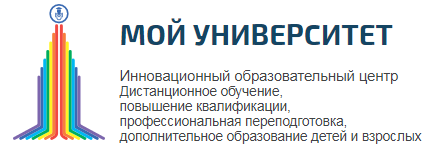 МОЙ УНИВЕРСИТЕТ
Инновационный образовательный центр
Дистанционное обучение,
повышение квалификации,
профессиональная переподготовка,
дополнительное образование детей и взрослых